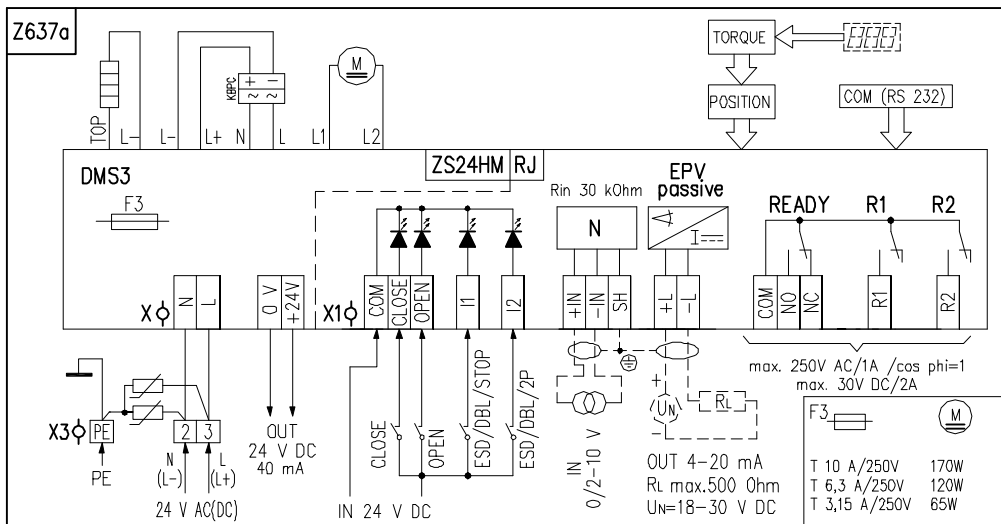 Z637a
TORQUE
POSITION
COM (RS 232)
KBPC
+ −
~ ~
M
TOP
L−
L−
L+
N
L
L1
L2
DMS3
ZS24HM
RJ
F3
Rin 30 kOhm
N
EPV
passive
I
READY
R1
R2
X
N
L
0 V
+24V
X1
COM
CLOSE
OPEN
I1
I2
+IN
−IN
SH
+L
−L
COM
NO
NC
R1
R2
max. 250V AC/1A /cos phi=1
max. 30V DC/2A
X3
PE
2
3
PE
N
(L−)
L
(L+)
24 V AC(DC)
OUT
24 V DC
40 mA
CLOSE
OPEN
ESD/DBL/STOP
ESD/DBL/2P
IN 24 V DC
IN
0/2−10 V
+
UN
−
RL
OUT 4−20 mA
RL max.500 Ohm
UN=18−30 V DC
F3
M
T 10 A/250V 170W
T 6,3 A/250V 120W
T 3,15 A/250V 65W